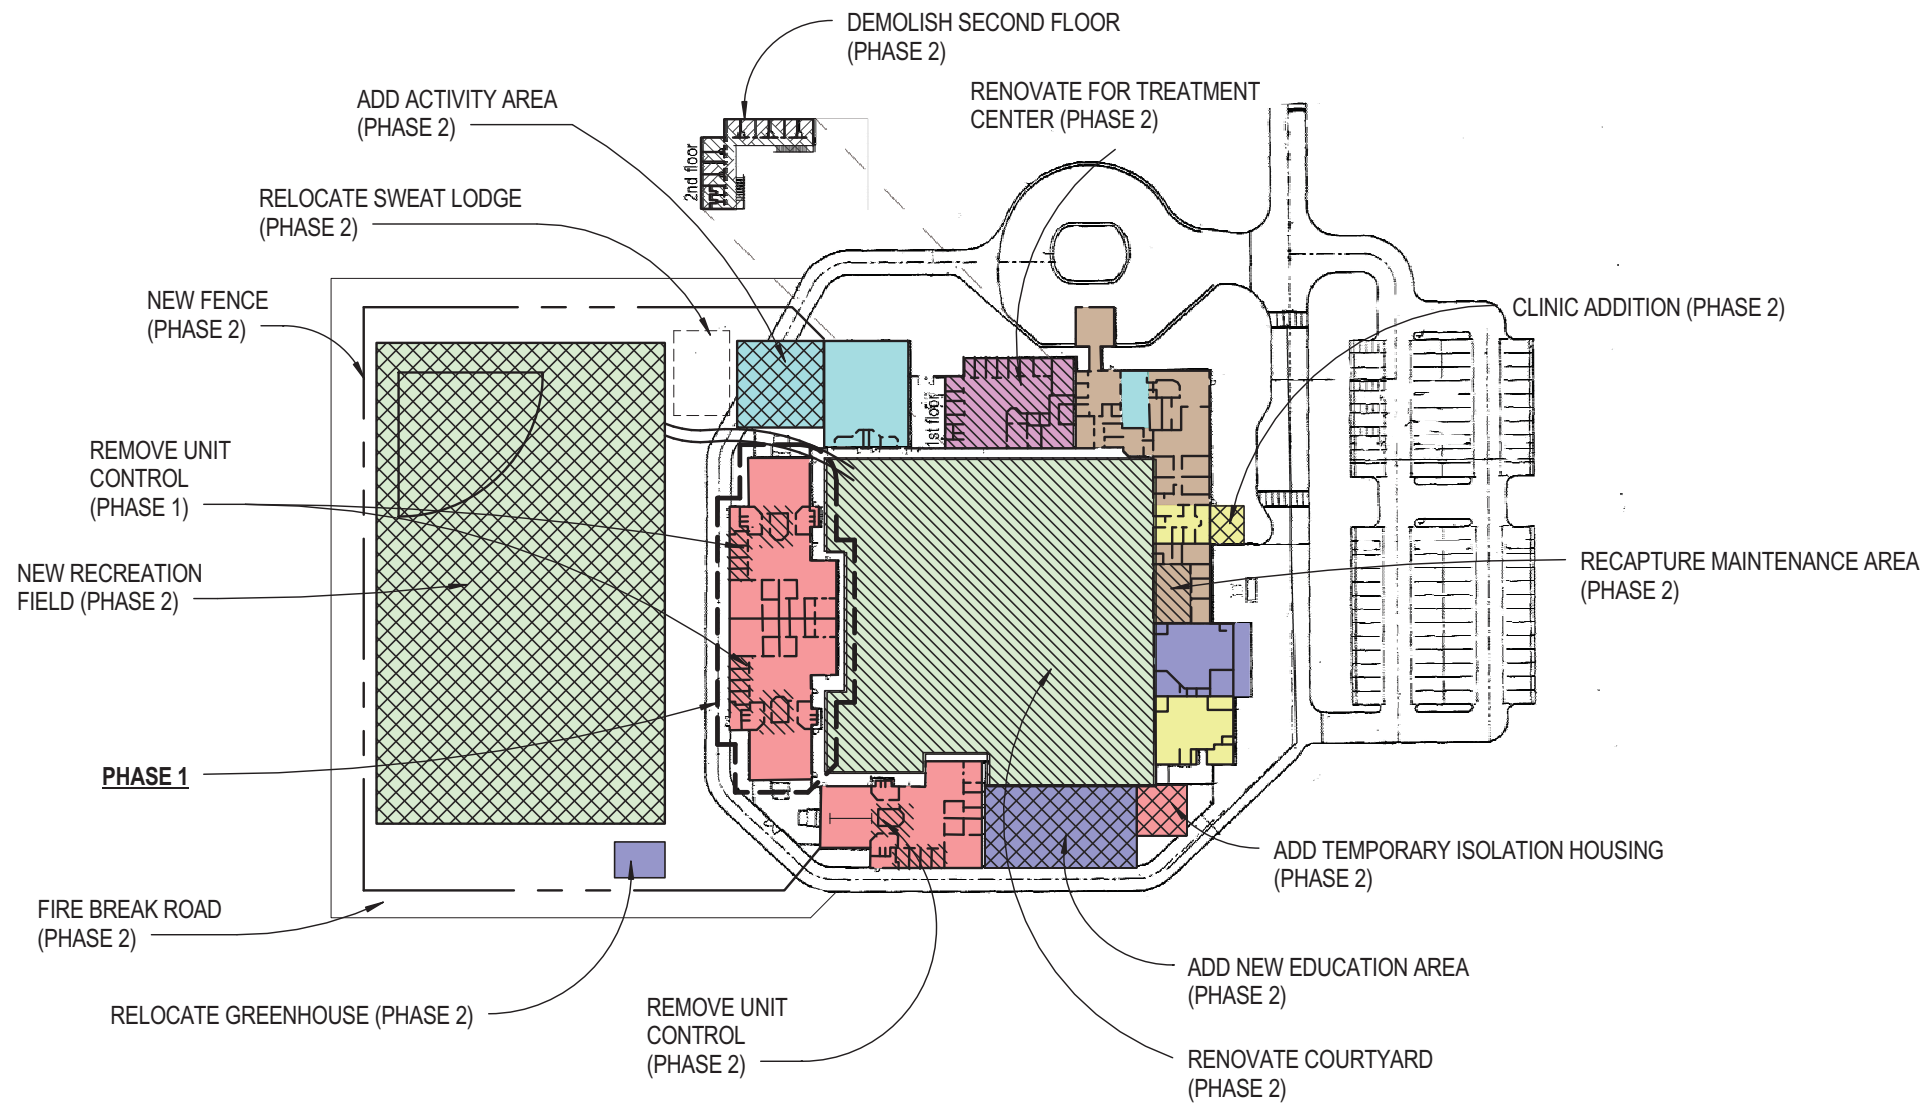 DEMOLISH SECOND FLOOR
(PHASE 2)
ADD ACTIVITY AREA
(PHASE 2)
RENOVATE FOR TREATMENT
CENTER (PHASE 2)
2nd floor
RELOCATE SWEAT LODGE
(PHASE 2)
NEW FENCE
(PHASE 2)
CLINIC ADDITION (PHASE 2)
1st floor
REMOVE UNIT
CONTROL
(PHASE 1)
NEW RECREATION
FIELD (PHASE 2)
RECAPTURE MAINTENANCE AREA
(PHASE 2)
PHASE 1
ADD TEMPORARY ISOLATION HOUSING
(PHASE 2)
FIRE BREAK ROAD
(PHASE 2)
ADD NEW EDUCATION AREA
(PHASE 2)
RELOCATE GREENHOUSE (PHASE 2)
REMOVE UNIT
CONTROL
(PHASE 2)
RENOVATE COURTYARD
(PHASE 2)